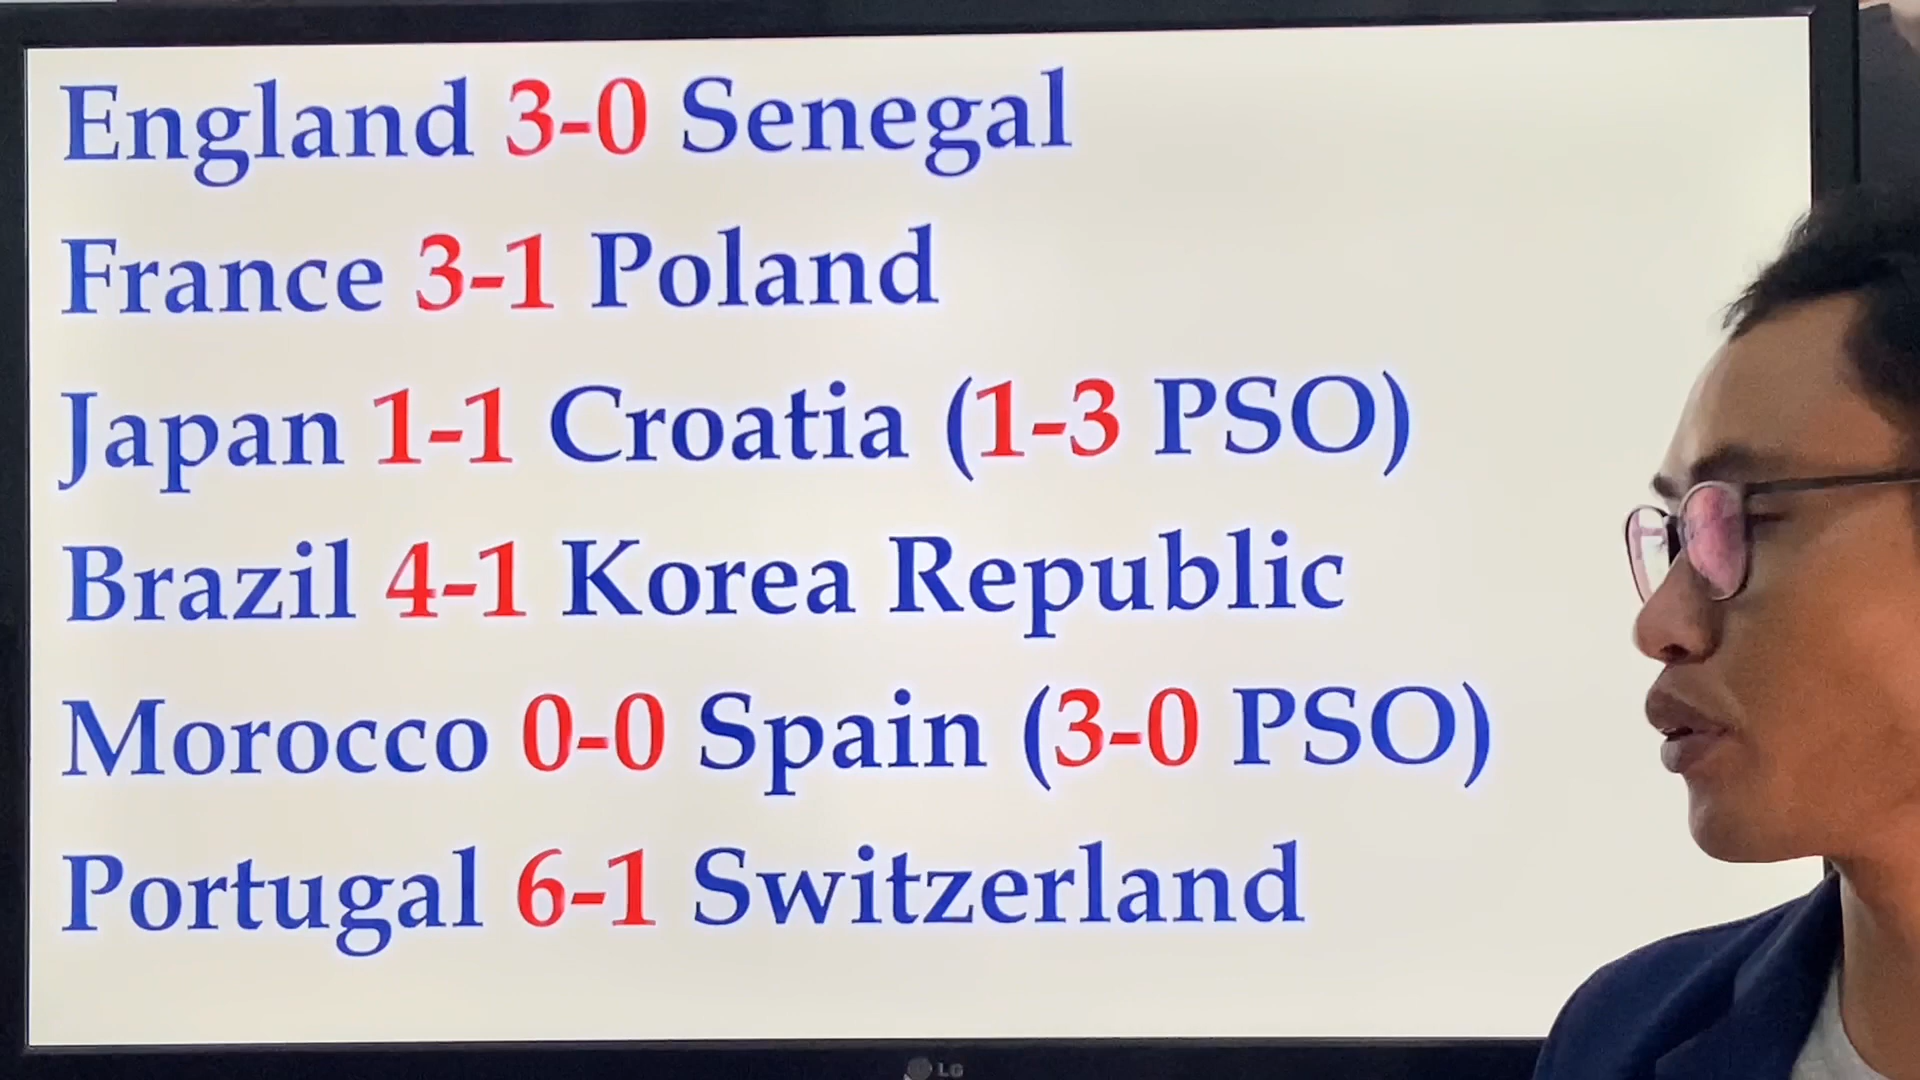 England 3-0 Senegal
France 3-1 Poland
Japan 1-1 Croatia (1-3 PSO)
Brazil 4-1 Korea Republic
Morocco 0-0 Spain (3-0 PSO)
Portugal 6-1 Switzerland
LG